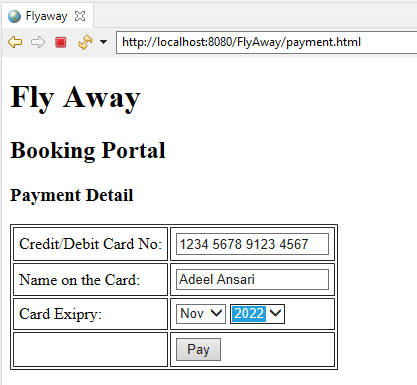 Flyaway
http://localhost:8080/FlyAway/payment.html
Fly Away
Booking Portal
Payment Detail
Credit/Debit Card No: 1234 5678 9123 4567
Name on the Card: Adeel Ansari
Card Exipry: Nov 2022
Pay